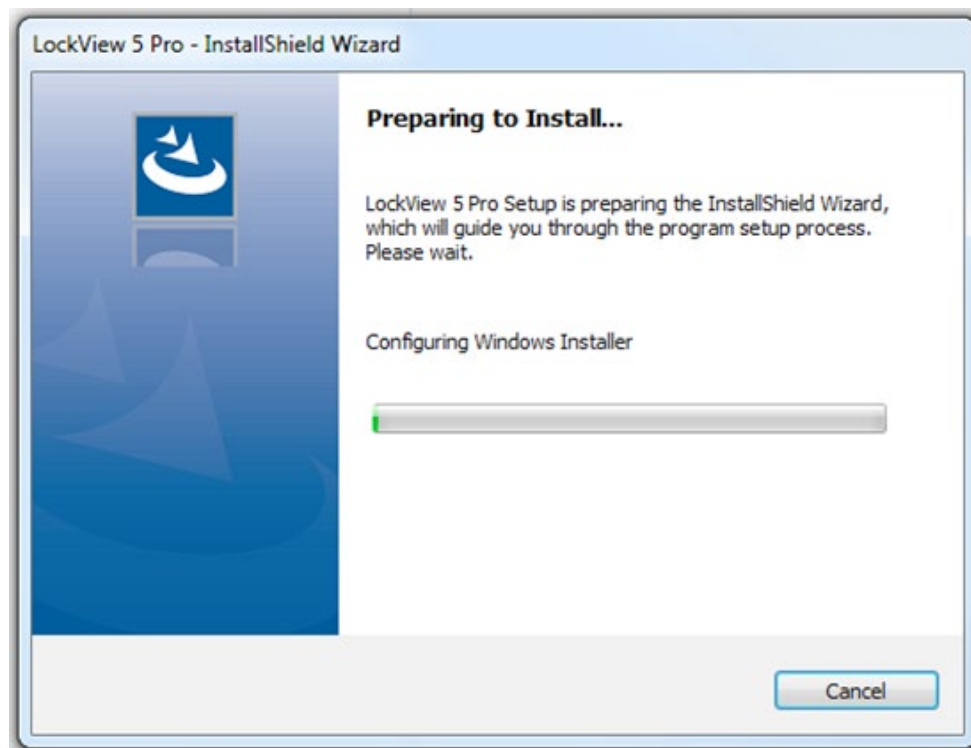 LockView 5 Pro - InstallShield Wizard
Preparing to Install...
LockView 5 Pro Setup is preparing the InstallShield Wizard,
which will guide you through the program setup process.
Please wait.
Configuring Windows Installer
Cancel